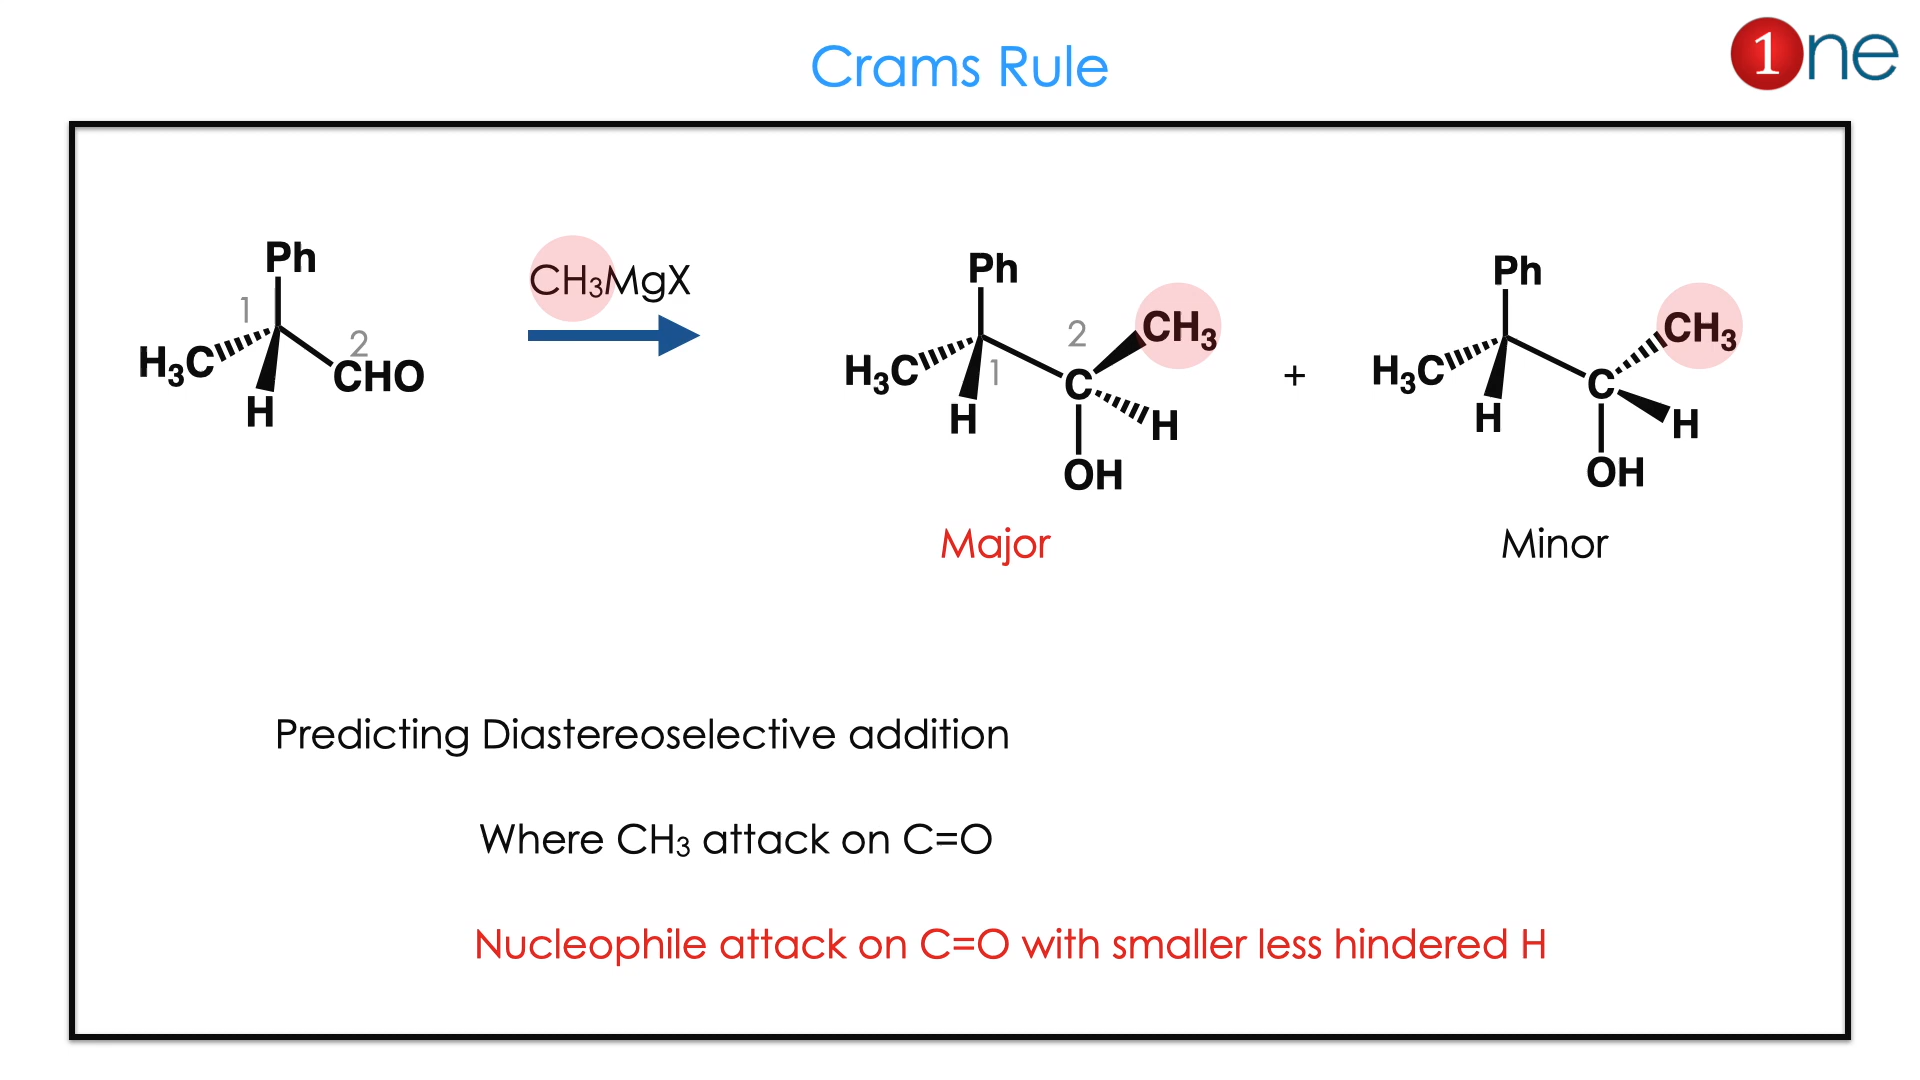 Crams Rule
1ne
Ph
1
2
H₃C
CHO
H
CH₃MgX
Ph
CH₃
2
H₃C
1
C
H
H
OH
Major
+
Ph
CH₃
H₃C
C
H
H
OH
Minor
Predicting Diastereoselective addition
Where CH₃ attack on C=O
Nucleophile attack on C=O with smaller less hindered H